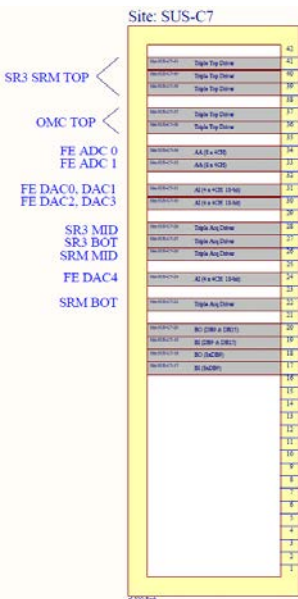 Site: SUS-C7
42
SR3 SRM TOP
Triple Top Driver
41
Triple Top Driver
40
Triple Top Driver
39
38
OMC TOP
Triple Top Driver
37
Triple Top Driver
36
35
FE ADC 0
AA (8 x 4CH)
34
FE ADC 1
AA (8 x 4CH)
33
32
FE DAC0, DAC1
AI (4 x 4CH 18-bit)
31
FE DAC2, DAC3
AI (4 x 4CH 18-bit)
30
29
SR3 MID
Triple Acq Driver
28
SR3 BOT
Triple Acq Driver
27
SRM MID
Triple Acq Driver
26
25
FE DAC4
AI (4 x 4CH 18-bit)
24
23
SRM BOT
Triple Acq Driver
22
21
BO (DB9 & DB25)
20
BI (DB9 & DB25)
19
BO (8xDB9)
18
BI (8xDB9)
17
16
15
14
13
12
11
10
9
8
7
6
5
4
3
2
1